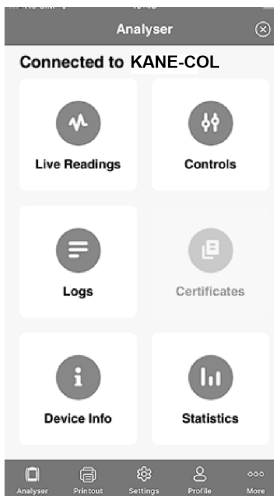 Analyser
Connected to KANE-COL
Live Readings
Controls
Logs
Certificates
Device Info
Statistics
Analyser
Printout
Settings
Profile
More